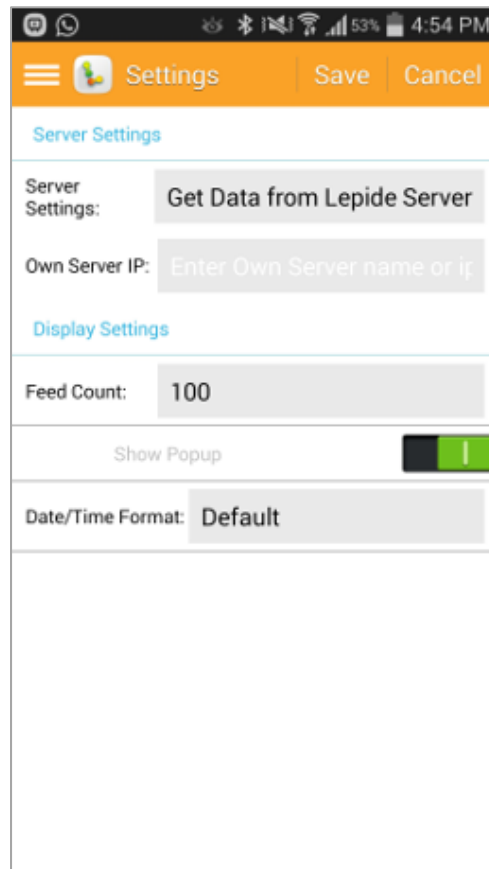 53% 4:54 PM
Settings Save Cancel
Server Settings
Server
Settings: Get Data from Lepide Server
Own Server IP: Enter Own Server name or ip
Display Settings
Feed Count: 100
Show Popup
Date/Time Format: Default